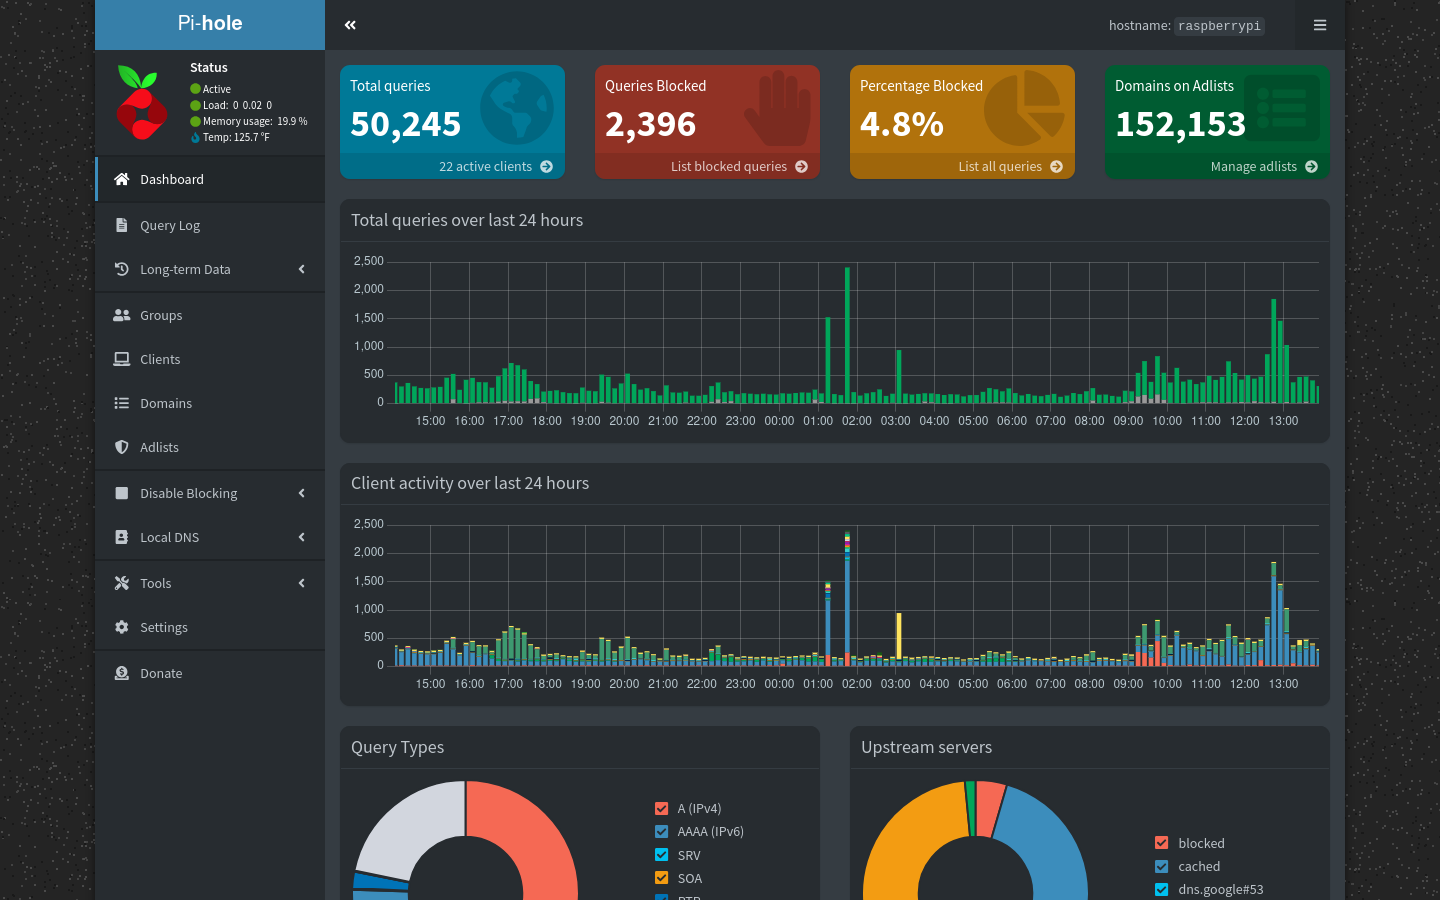 Pi-hole
hostname: raspberrypi
Status
Active
Load: 0 0.02 0
Memory usage: 19.9 %
Temp: 125.7 °F
Dashboard
Query Log
Long-term Data
Groups
Clients
Domains
Adlists
Disable Blocking
Local DNS
Tools
Settings
Donate
Total queries
50,245
22 active clients
Queries Blocked
2,396
List blocked queries
Percentage Blocked
4.8%
List all queries
Domains on Adlists
152,153
Manage adlists
Total queries over last 24 hours
2,500
2,000
1,500
1,000
500
0
15:00 16:00 17:00 18:00 19:00 20:00 21:00 22:00 23:00 00:00 01:00 02:00 03:00 04:00 05:00 06:00 07:00 08:00 09:00 10:00 11:00 12:00 13:00
Client activity over last 24 hours
2,500
2,000
1,500
1,000
500
0
15:00 16:00 17:00 18:00 19:00 20:00 21:00 22:00 23:00 00:00 01:00 02:00 03:00 04:00 05:00 06:00 07:00 08:00 09:00 10:00 11:00 12:00 13:00
Query Types
A (IPv4)
AAAA (IPv6)
SRV
SOA
Upstream servers
blocked
cached
dns.google#53